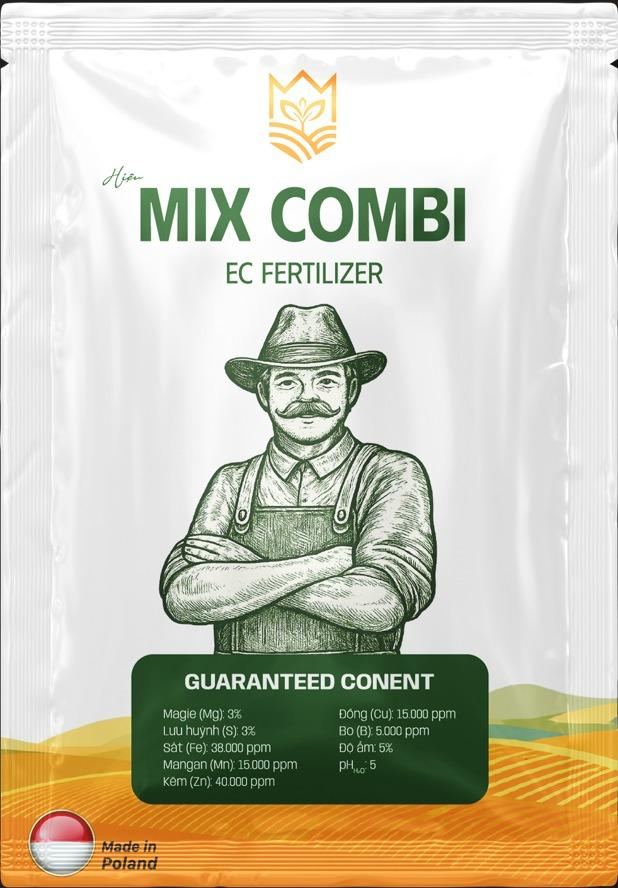 Hiệu
MIX COMBI
EC FERTILIZER
GUARANTEED CONENT
Magie (Mg): 3%
Lưu huỳnh (S): 3%
Sắt (Fe): 38.000 ppm
Mangan (Mn): 15.000 ppm
Kẽm (Zn): 40.000 ppm
Đồng (Cu): 15.000 ppm
Bo (B): 5.000 ppm
Độ ẩm: 5%
pH H₂O: 5
Made in
Poland